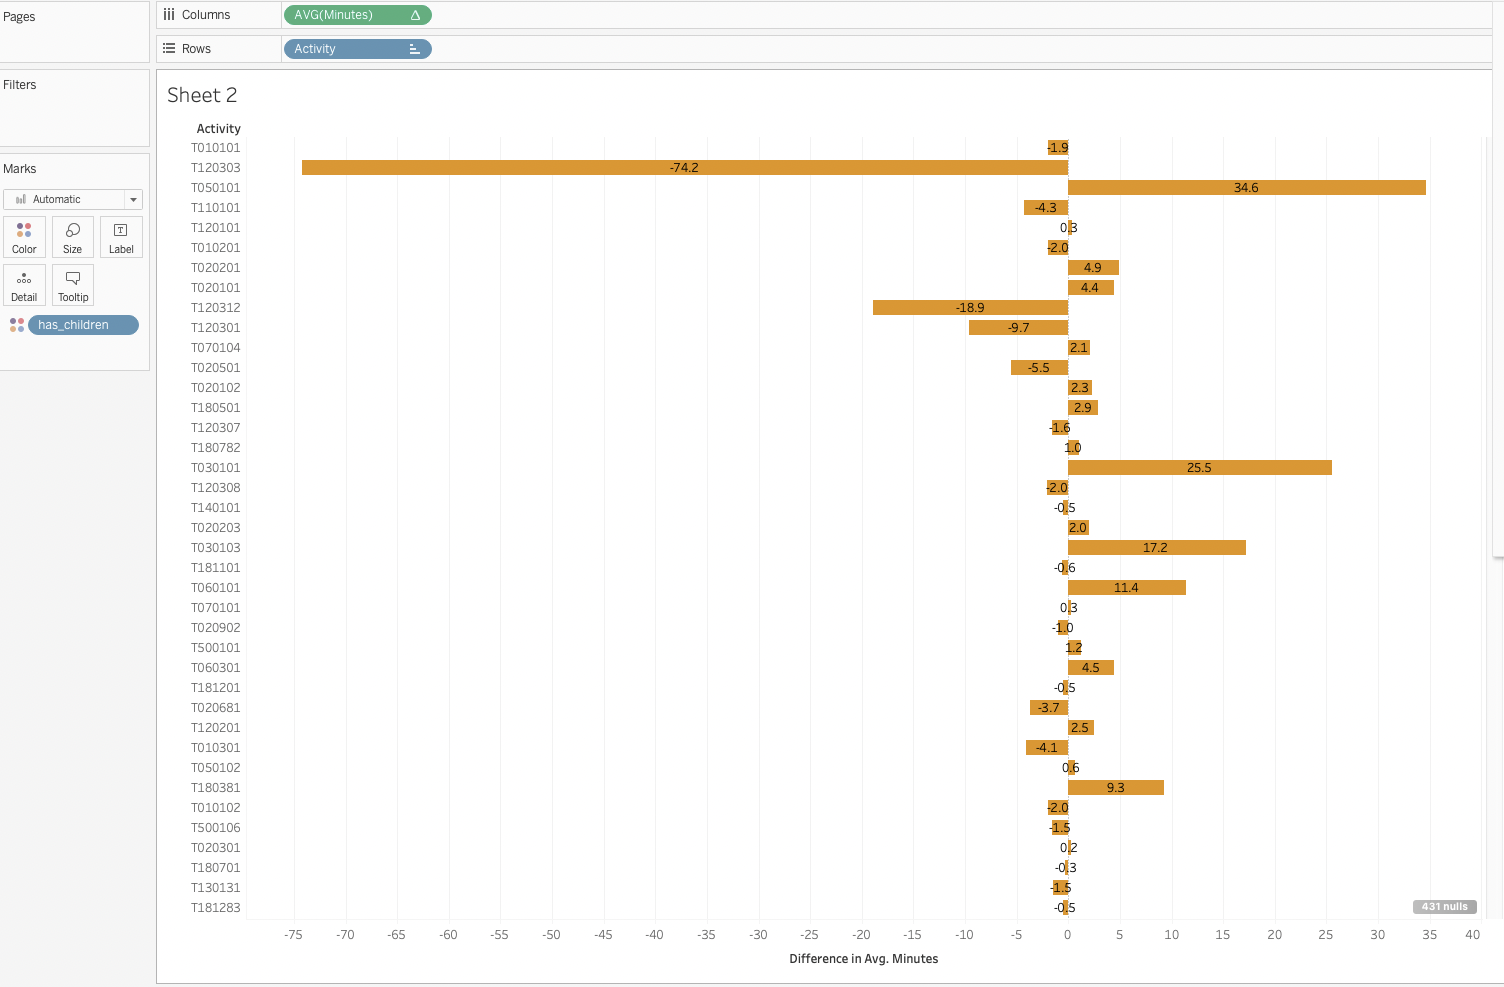 Pages
Columns AVG(Minutes)
Rows Activity
Filters
Sheet 2
Marks
Automatic
Color Size Label
Detail Tooltip
has_children
Activity
T010101 -1.9
T120303 -74.2
T050101 34.6
T110101 -4.3
T120101 0.3
T010201 -2.0
T020201 4.9
T020101 4.4
T120312 -18.9
T120301 -9.7
T070104 2.1
T020501 -5.5
T020102 2.3
T180501 2.9
T120307 -1.6
T180782 1.0
T030101 25.5
T120308 -2.0
T140101 -0.5
T020203 2.0
T030103 17.2
T181101 -0.6
T060101 11.4
T070101 0.3
T020902 -1.0
T500101 1.2
T060301 4.5
T181201 -0.5
T020681 -3.7
T120201 2.5
T010301 -4.1
T050102 0.6
T180381 9.3
T010102 -2.0
T500106 -1.5
T020301 0.2
T180701 -0.3
T130131 -1.5
T181283 -0.5 431 nulls
-75 -70 -65 -60 -55 -50 -45 -40 -35 -30 -25 -20 -15 -10 -5 0 5 10 15 20 25 30 35 40
Difference in Avg. Minutes